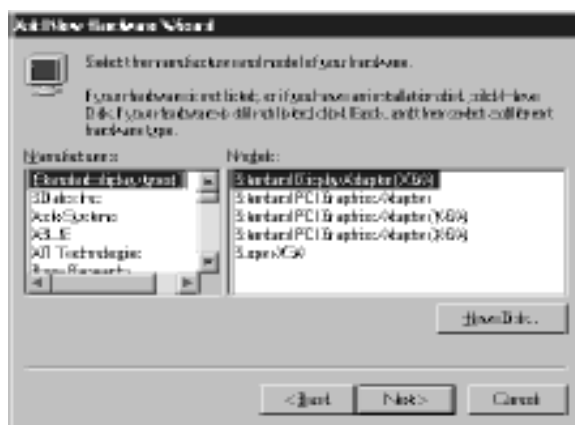 Add New Hardware Wizard
Select the manufacturer and model of your hardware.
If your hardware is not listed, or if you have an installation disk, click Have
Disk. If your hardware is still not listed, click Back, and then select a different
hardware type.
Manufacturers:
Models:
(Standard display types)
3D
Actix Systems
ATI Technologies
Standard Display Adapter (VGA)
Standard PCI Graphics Adapter
Standard PCI Graphics Adapter (VGA)
Standard PCI Graphics Adapter (XGA)
Super VGA
Have Disk...
< Back
Next >
Cancel